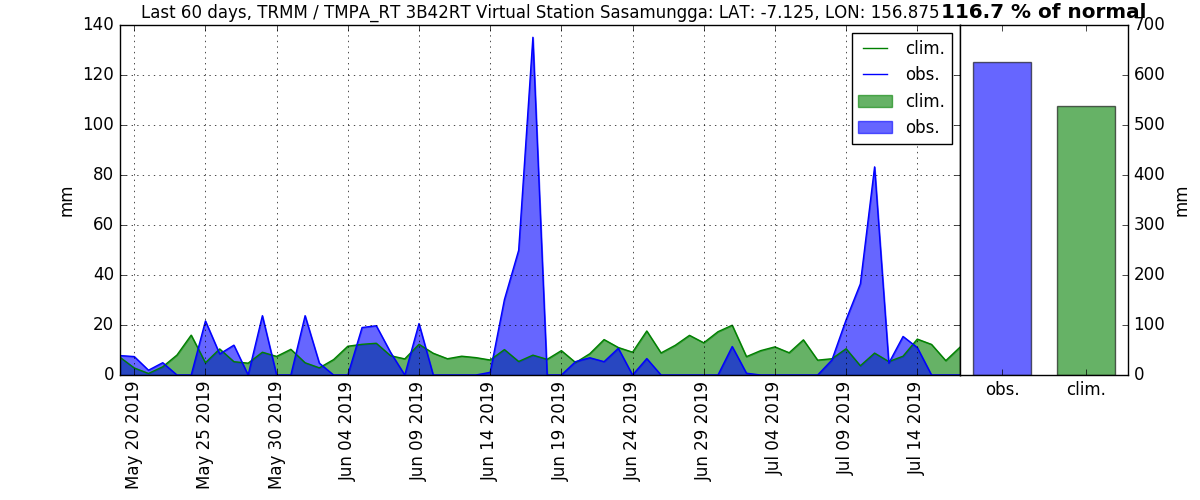 Last 60 days, TRMM / TMPA_RT 3B42RT Virtual Station Sasamungga: LAT: -7.125, LON: 156.875 116.7 % of normal
140
120
100
80
60
40
20
0
mm
clim.
obs.
clim.
obs.
700
600
500
400
300
200
100
0
mm
obs.
clim.
May 20 2019
May 25 2019
May 30 2019
Jun 04 2019
Jun 09 2019
Jun 14 2019
Jun 19 2019
Jun 24 2019
Jun 29 2019
Jul 04 2019
Jul 09 2019
Jul 14 2019